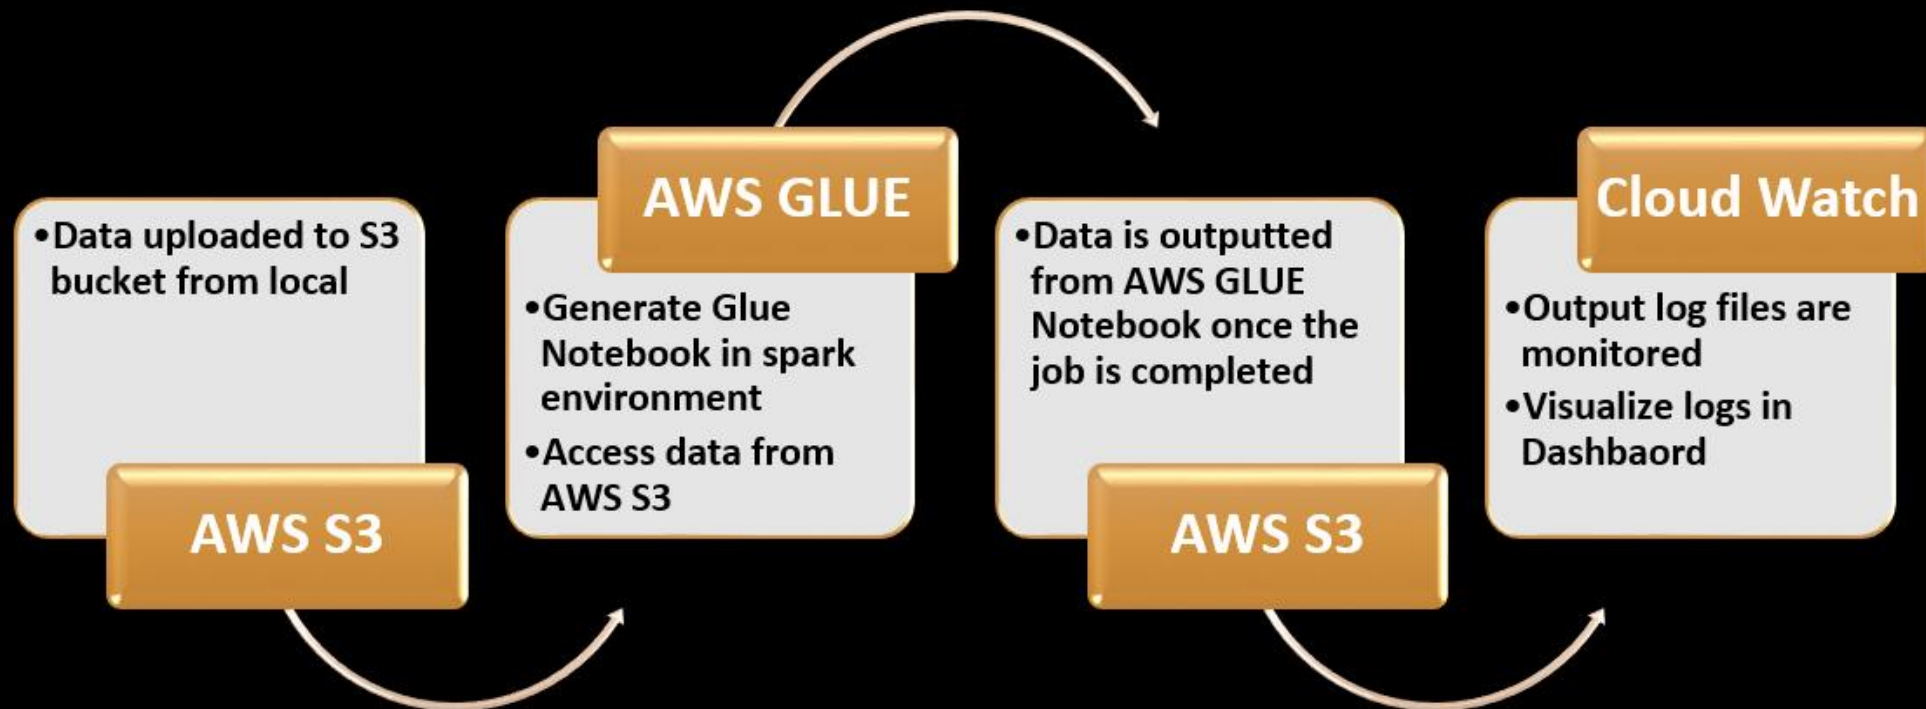 •Data uploaded to S3
bucket from local
AWS S3
AWS GLUE
•Generate Glue
Notebook in spark
environment
•Access data from
AWS S3
•Data is outputted
from AWS GLUE
Notebook once the
job is completed
AWS S3
Cloud Watch
•Output log files are
monitored
•Visualize logs in
Dashbaord